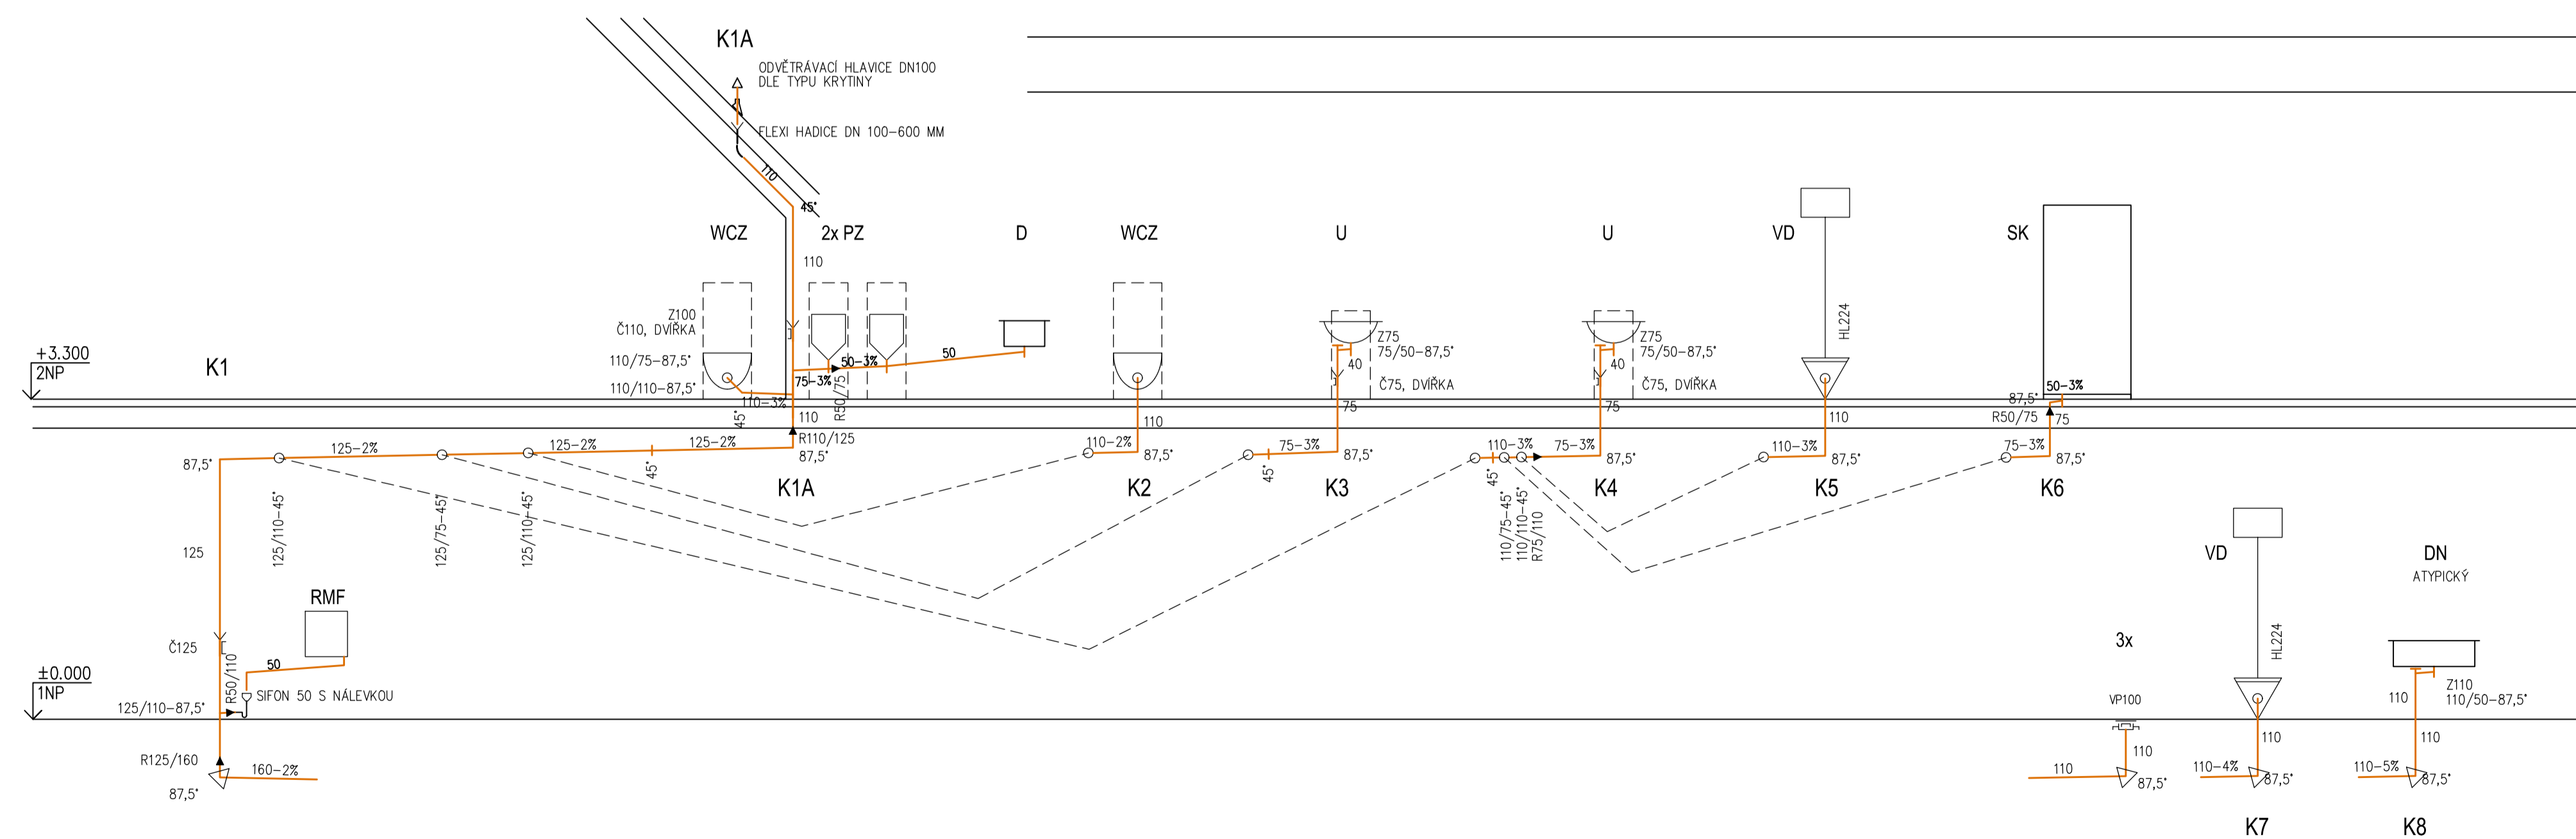 K1A
ODVĚTRÁVACÍ HLAVICE DN100
DLE TYPU KRYTINY
FLEXI HADICE DN 100-600 MM
110
45°
WCZ
2x PZ
D
WCZ
U
U
VD
SK
110
Z100
Č110, DVÍŘKA
110/75-87,5°
110/110-87,5°
110-3%
45°
75-3%
50-3%
R50/75
50
110
R110/125
87,5°
110
Z75
75/50-87,5°
40
Č75, DVÍŘKA
75
Z75
75/50-87,5°
40
Č75, DVÍŘKA
75
HL224
110
50-3%
87,5°
R50/75
75
+3.300
2NP
K1
87,5°
125-2%
125-2%
125-2%
45°
110-2%
87,5°
75-3%
45°
87,5°
110-3%
75-3%
45°
87,5°
110-3%
87,5°
75-3%
87,5°
K1A
K2
K3
K4
K5
K6
125/110-45°
125/75-45°
125/110-45°
110/75-45°
110/110-45°
R75/110
125
RMF
Č125
R50/110
50
SIFON 50 S NÁLEVKOU
±0.000
1NP
125/110-87,5°
R125/160
160-2%
87,5°
3x
VP100
110
110
87,5°
VD
HL224
110
110-4%
87,5°
K7
DN
ATYPICKÝ
Z110
110/50-87,5°
110
110
110-5%
87,5°
K8